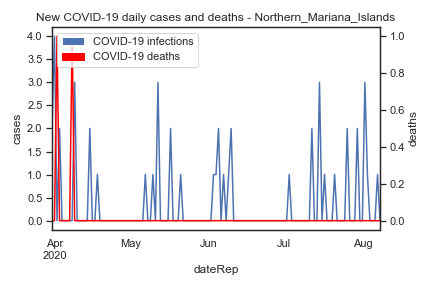 New COVID-19 daily cases and deaths - Northern_Mariana_Islands
COVID-19 infections
COVID-19 deaths
4.0
3.5
3.0
2.5
2.0
1.5
1.0
0.5
0.0
cases
1.0
0.8
0.6
0.4
0.2
0.0
deaths
Apr May Jun Jul Aug
2020
dateRep